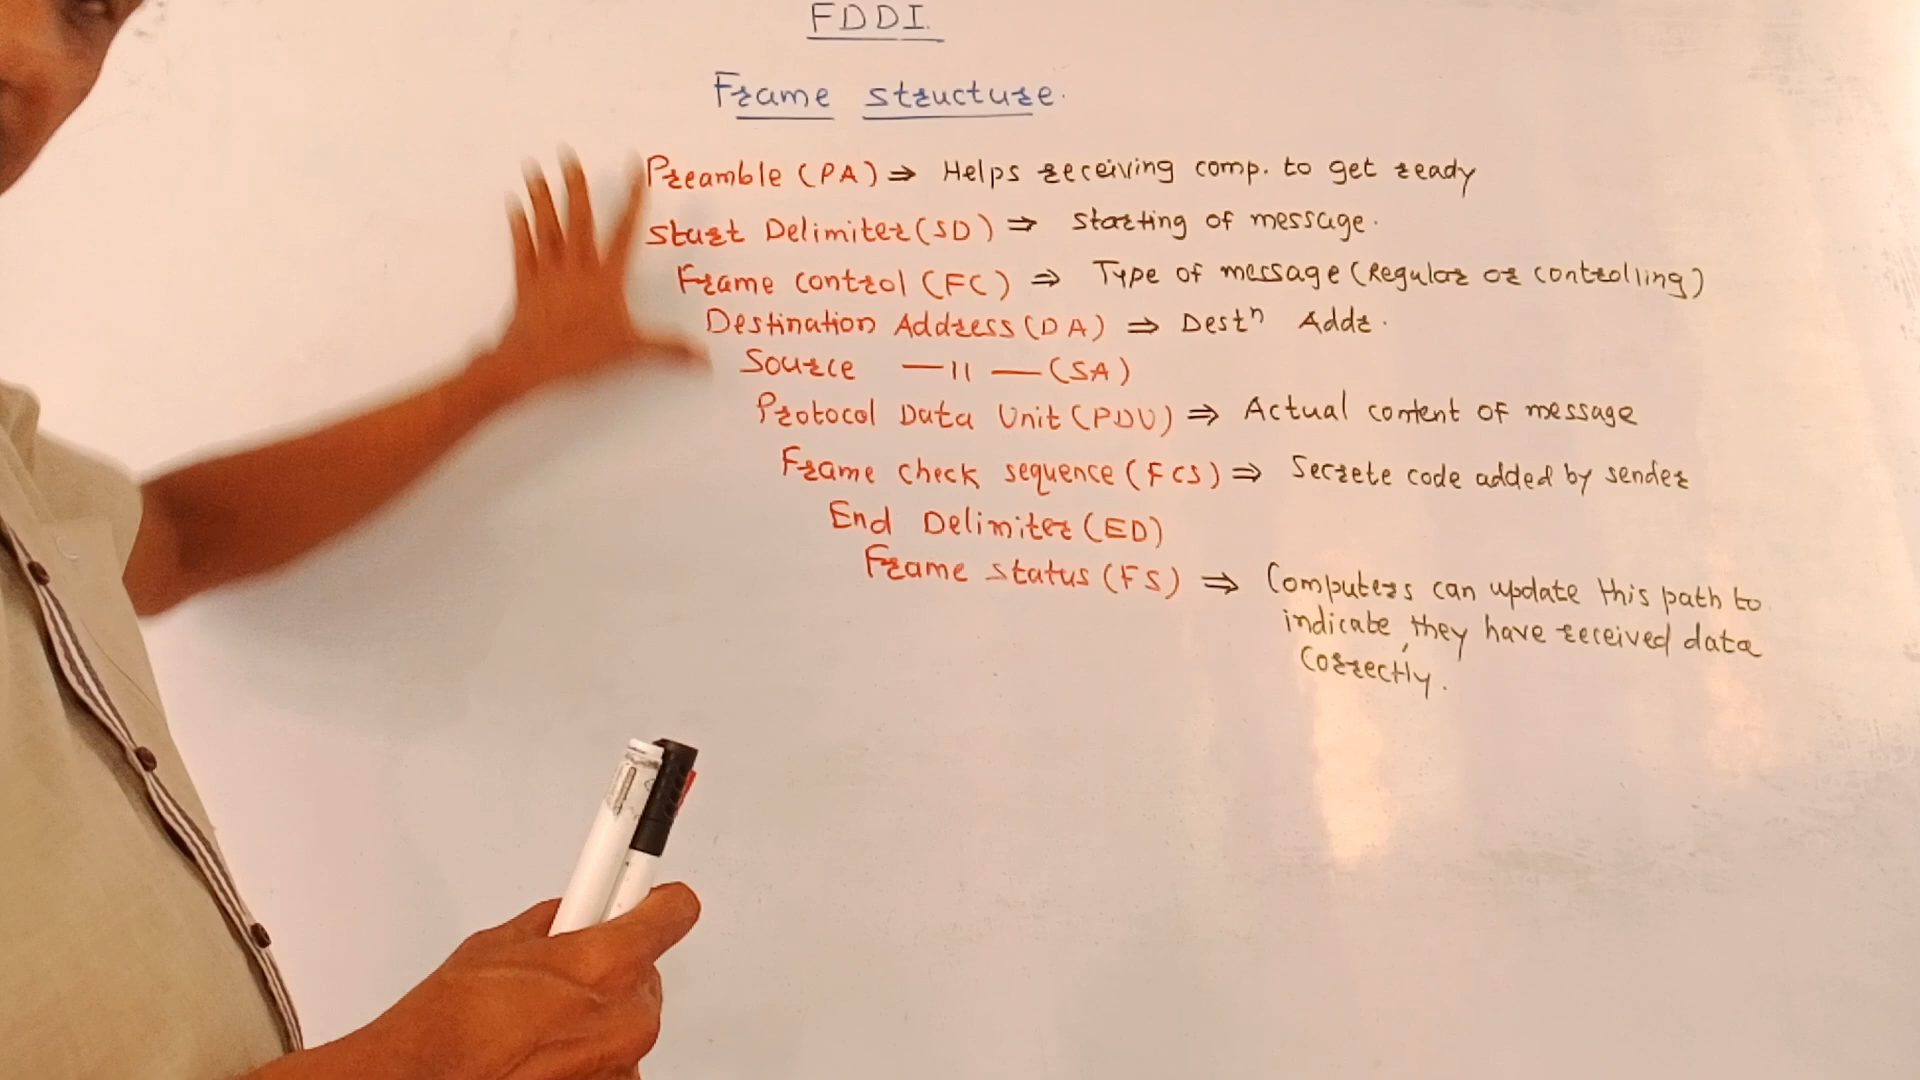 FDDI.
Frame structure.
Preamble (PA) ⇒ Helps receiving comp. to get ready
Start Delimiter (SD) ⇒ Starting of message.
Frame control (FC) ⇒ Type of message (Regular or controlling)
Destination Address (DA) ⇒ Destⁿ Addr.
Source —11— (SA)
Protocol Data Unit (PDU) ⇒ Actual content of message
Frame check sequence (FCS) ⇒ Secrete code added by sender
End Delimiter (ED)
Frame status (FS) ⇒ Computers can update this path to
indicate, they have received data
Correctly.